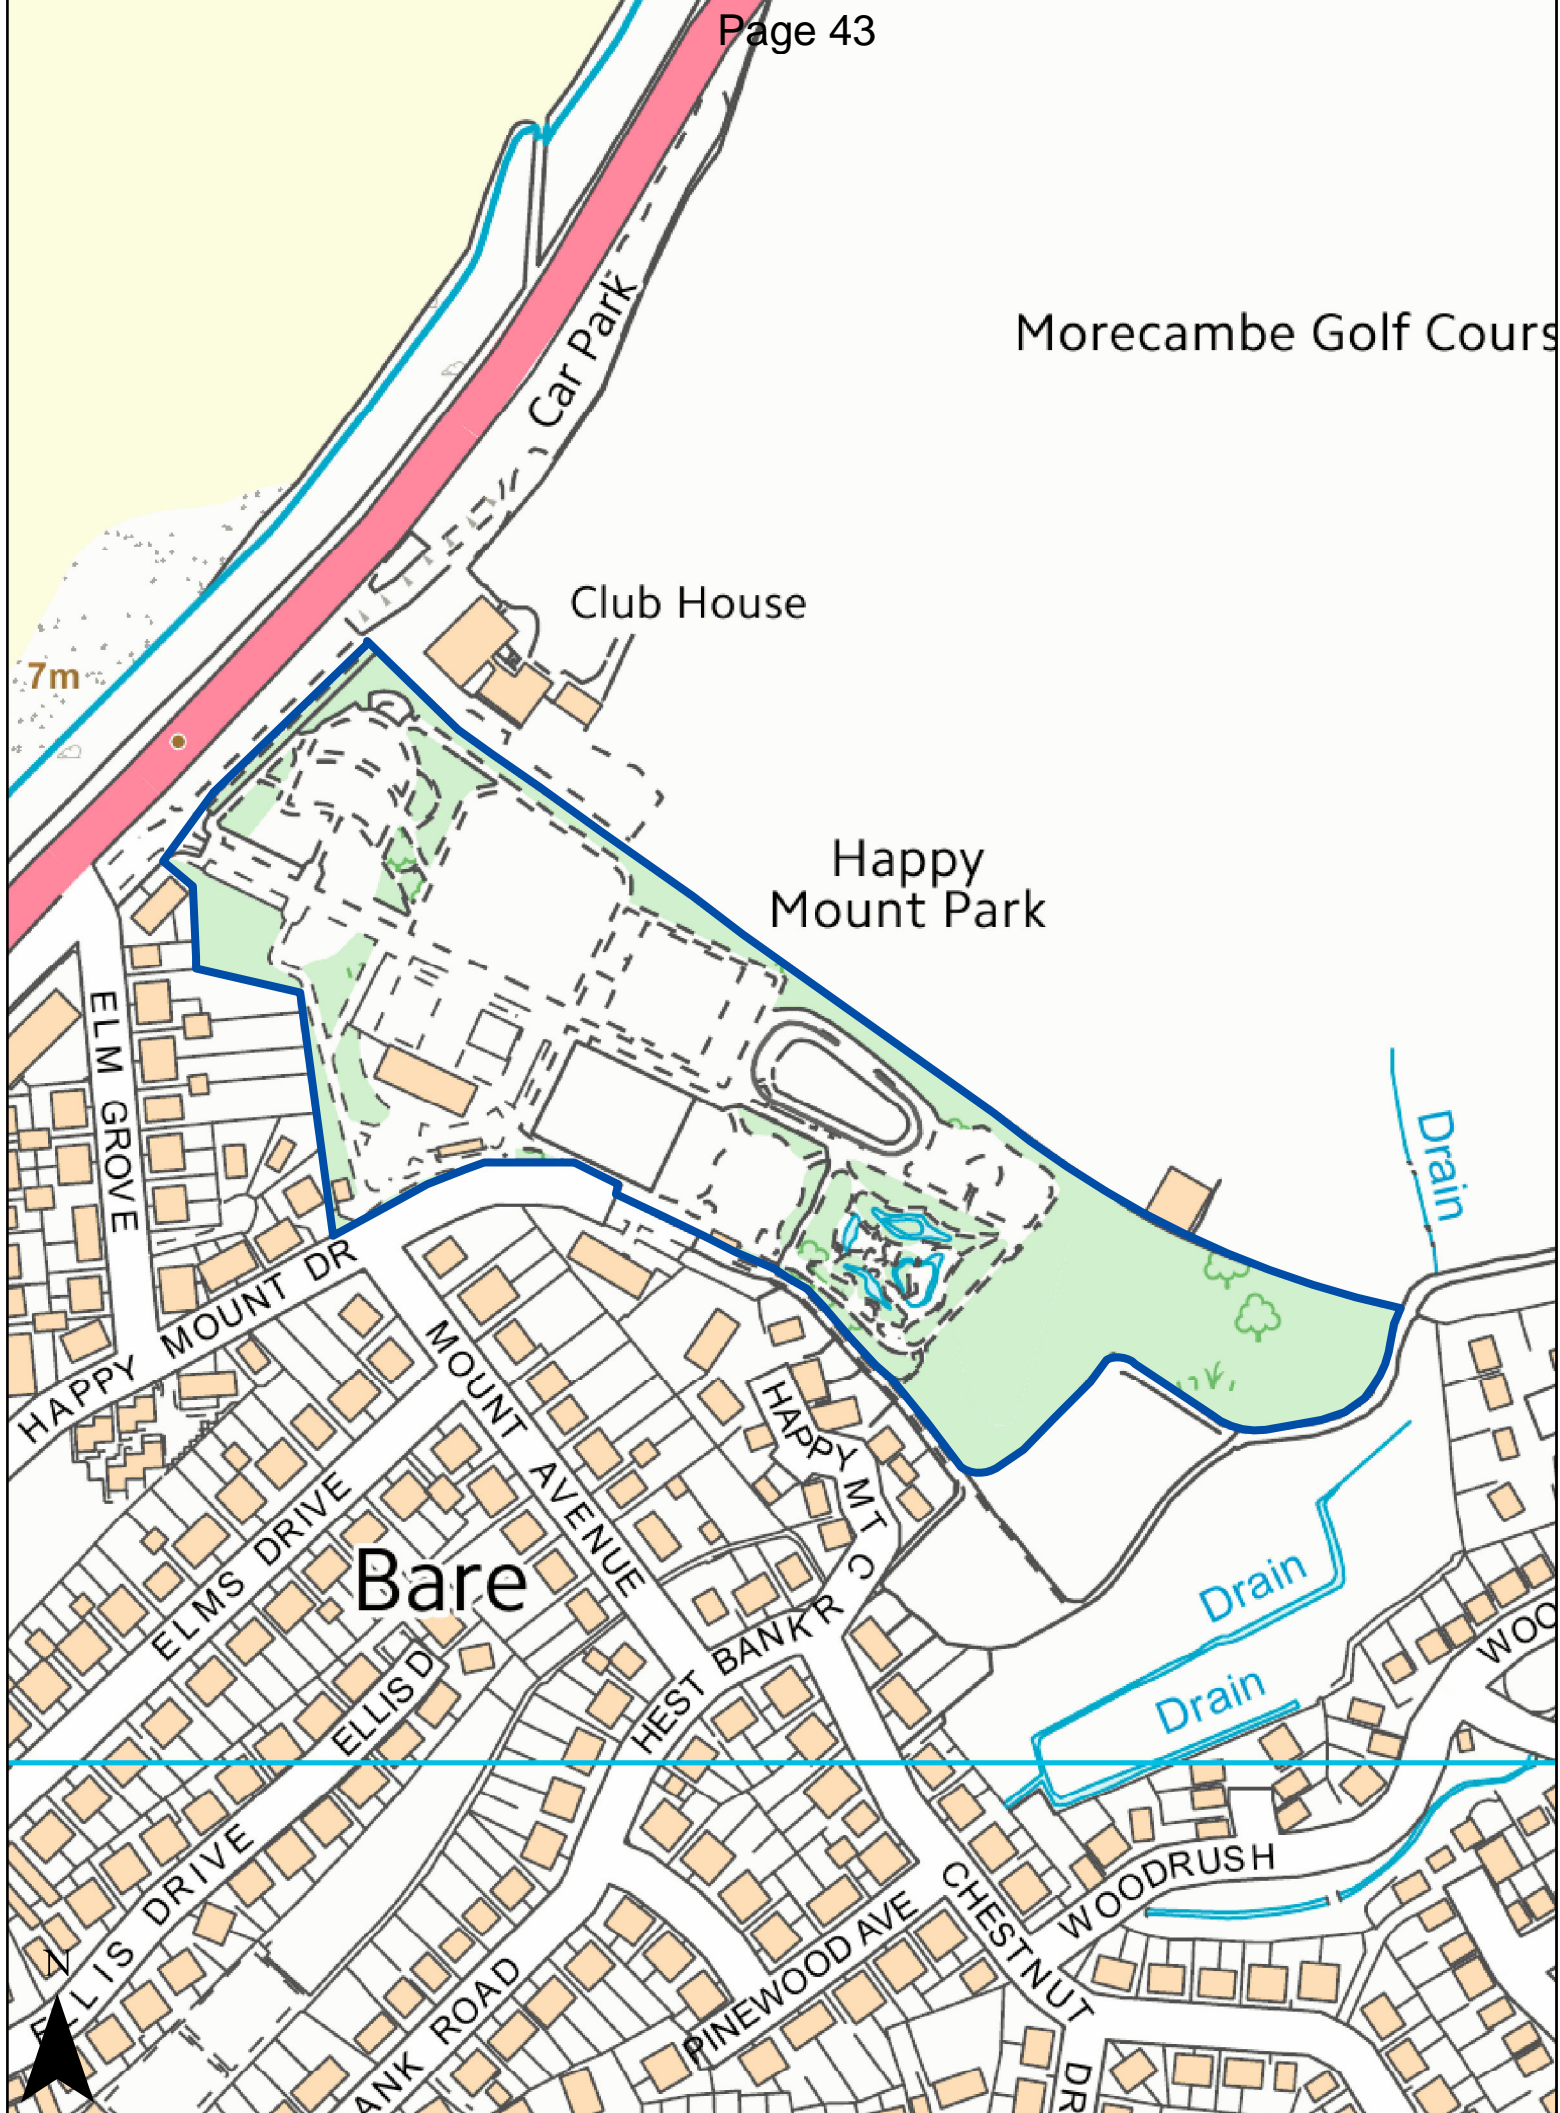 Page 43
Morecambe Golf Cours
Car Park
Club House
7m
Happy
Mount Park
ELM GROVE
Drain
HAPPY MOUNT DR
MOUNT AVENUE
HAPPY MT C
ELMS DRIVE
Bare
Drain
HEST BANK R
WOO
ELLIS D
Drain
ELLIS DRIVE
WOODRUSH
CHESTNUT
DR
PINEWOOD AVE
ANK ROAD
N